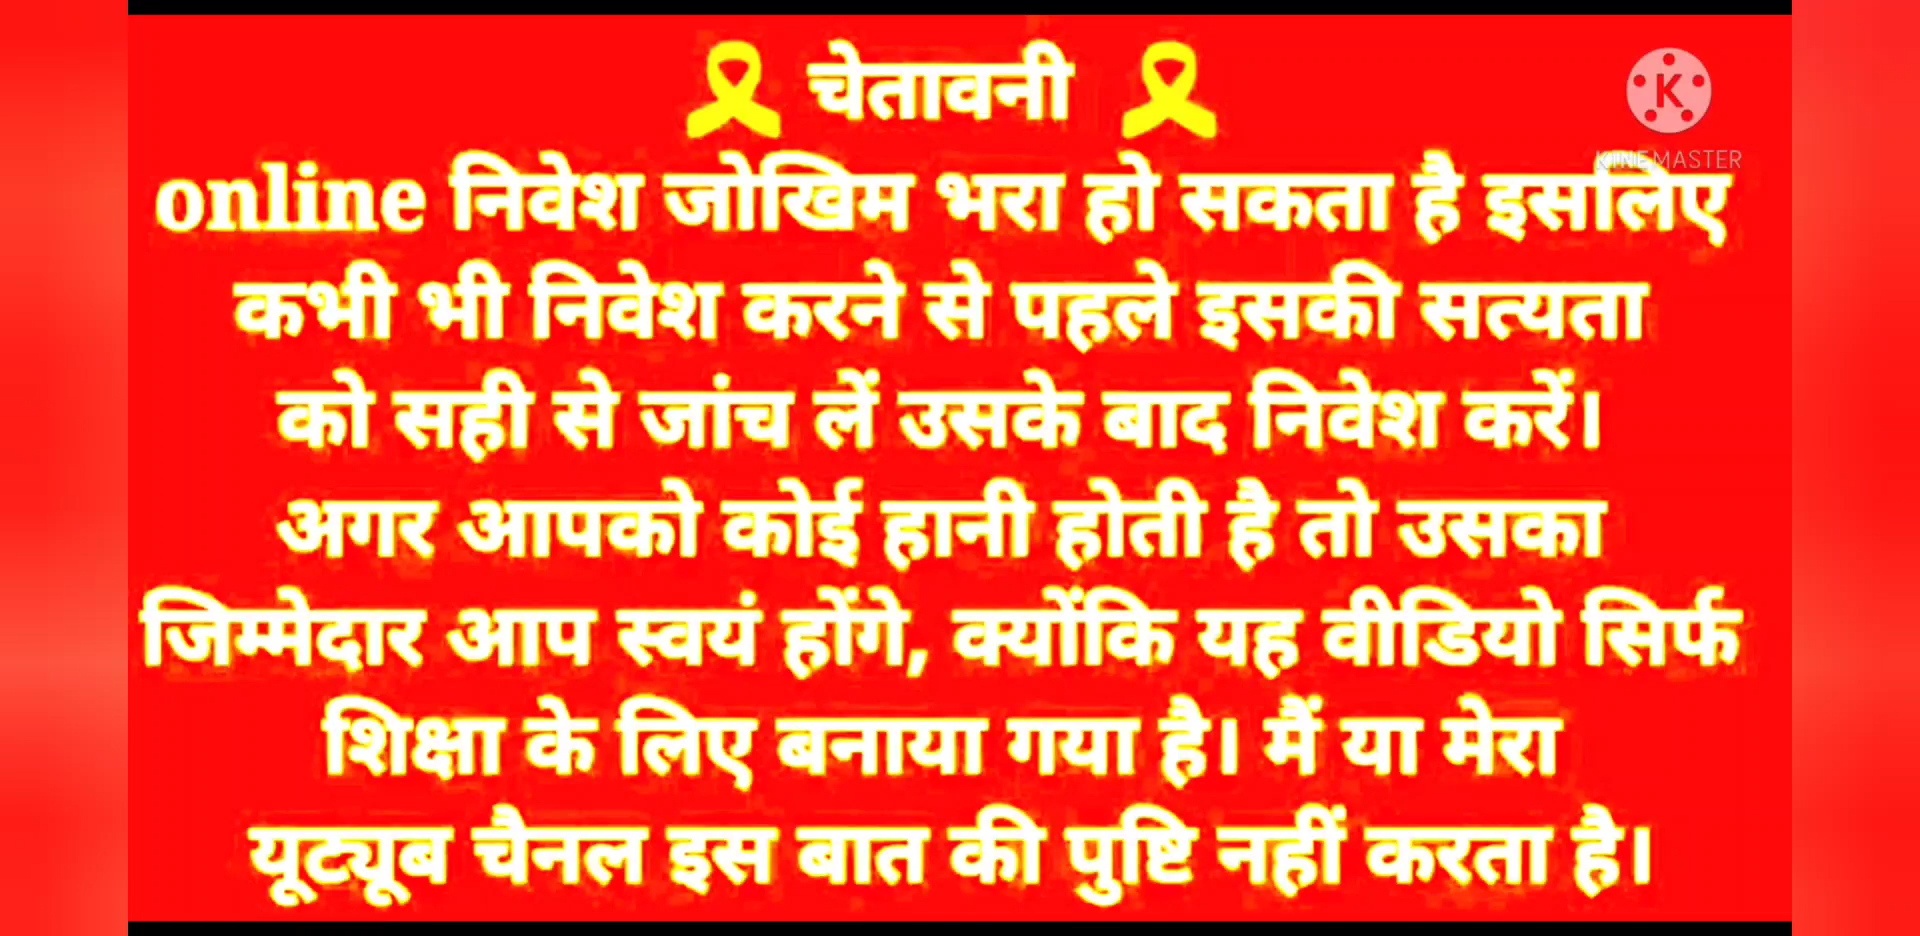 🎗 चेतावनी 🎗
KINEMASTER
online निवेश जोखिम भरा हो सकता है इसलिए
कभी भी निवेश करने से पहले इसकी सत्यता
को सही से जांच लें उसके बाद निवेश करें।
अगर आपको कोई हानी होती है तो उसका
जिम्मेदार आप स्वयं होंगे, क्योंकि यह वीडियो सिर्फ
शिक्षा के लिए बनाया गया है। मैं या मेरा
यूट्यूब चैनल इस बात की पुष्टि नहीं करता है।